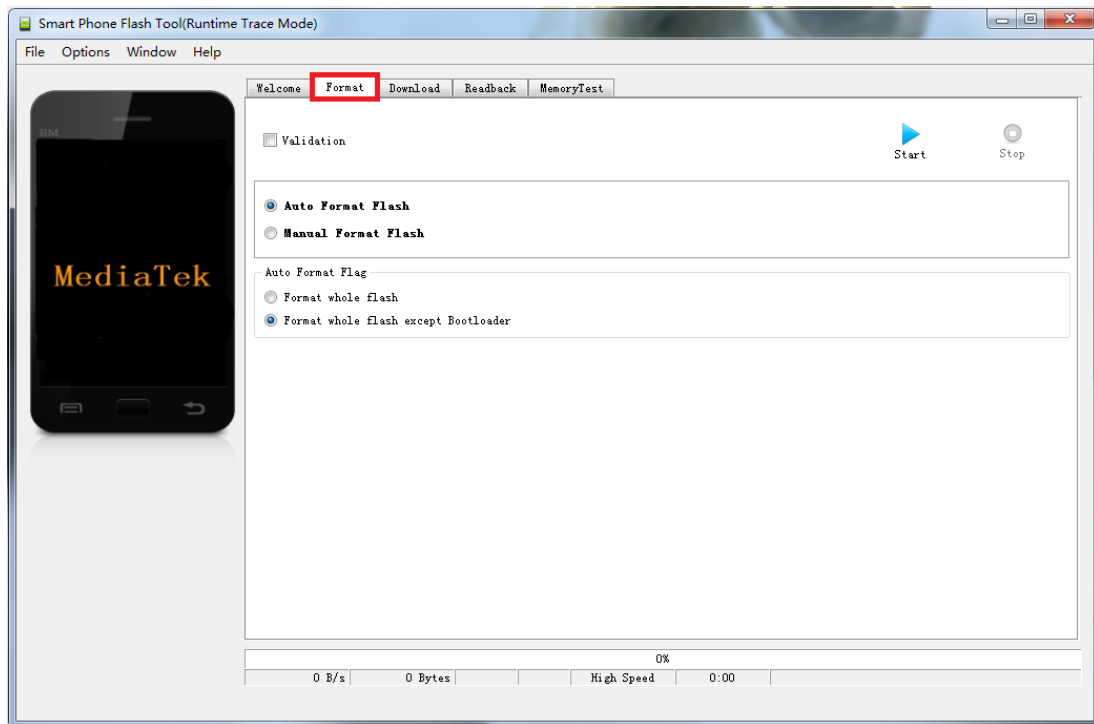 Smart Phone Flash Tool(Runtime Trace Mode)
File Options Window Help
Welcome Format Download Readback MemoryTest
BM
Validation
Start Stop
Auto Format Flash
Manual Format Flash
MediaTek
Auto Format Flag
Format whole flash
Format whole flash except Bootloader
0%
0 B/s 0 Bytes High Speed 0:00